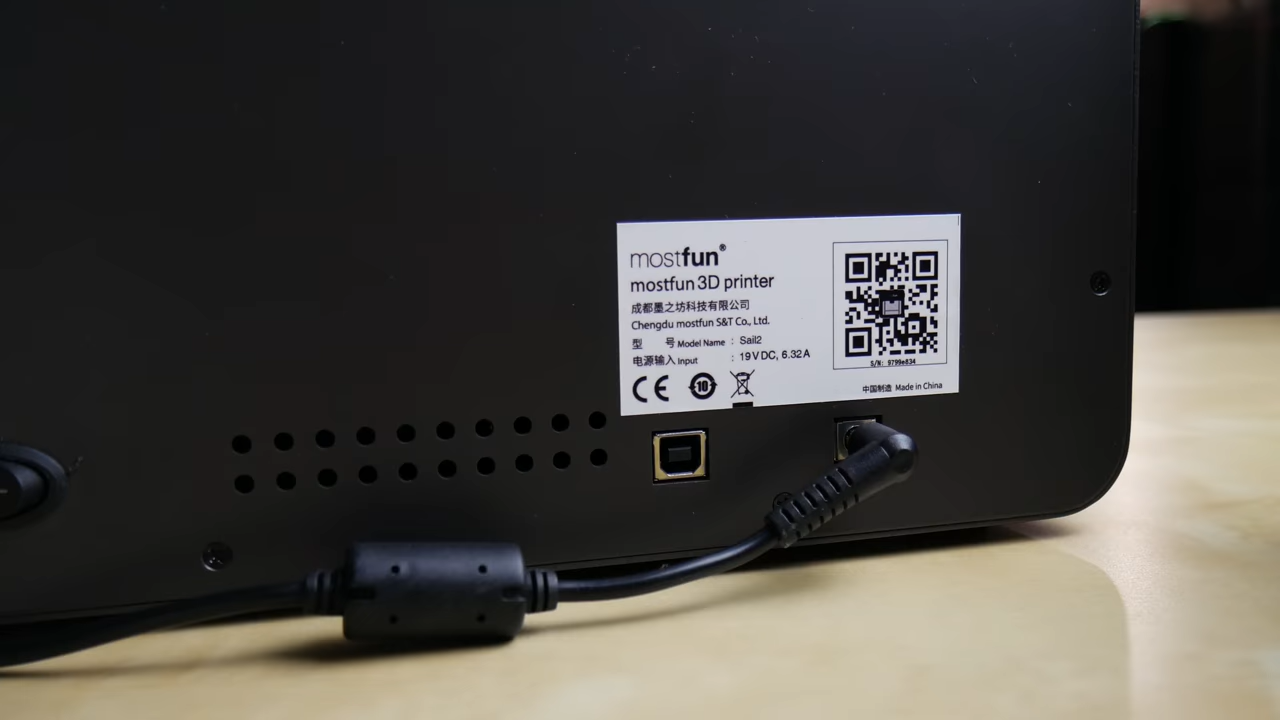 mostfun®
mostfun 3D printer
成都墨之坊科技有限公司
Chengdu mostfun S&T Co., Ltd.
型 号 Model Name : Sail2
电源输入 Input : 19V DC, 6.32A
CE 10
S/N: 9799e834
中国制造 Made in China